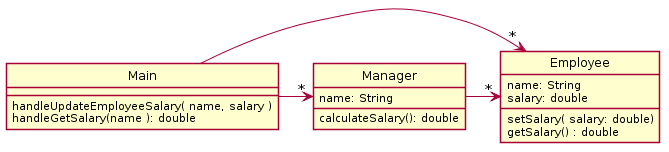 Main
handleUpdateEmployeeSalary( name, salary )
handleGetSalary(name ): double
*
Manager
name: String
calculateSalary(): double
*
*
Employee
name: String
salary: double
setSalary( salary: double)
getSalary() : double